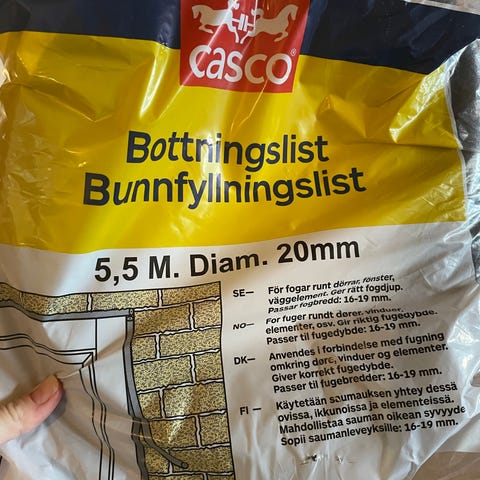 casco®
Bottningslist
Bunnfyllningslist
5,5 M. Diam. 20mm
SE— För fogar runt dörrar, fönster,
väggelement. Ger rätt fogdjup.
Passar fogbredd: 16-19 mm.
NO— For fuger rundt dører, vinduer,
elementer, osv. Gir riktig fugedybde.
Passer til fugedybde: 16-19 mm.
DK— Anvendes i forbindelse med fugning
omkring døre, vinduer og elementer.
Giver korrekt fugedybde.
Passer til fugebredder: 16-19 mm.
FI— Käytetään saumauksen yhtey dessä
ovissa, ikkunoissa ja elementeissä.
Mahdollistaa sauman oikean syvyyde
Sopii saumanleveyksille: 16-19 mm.